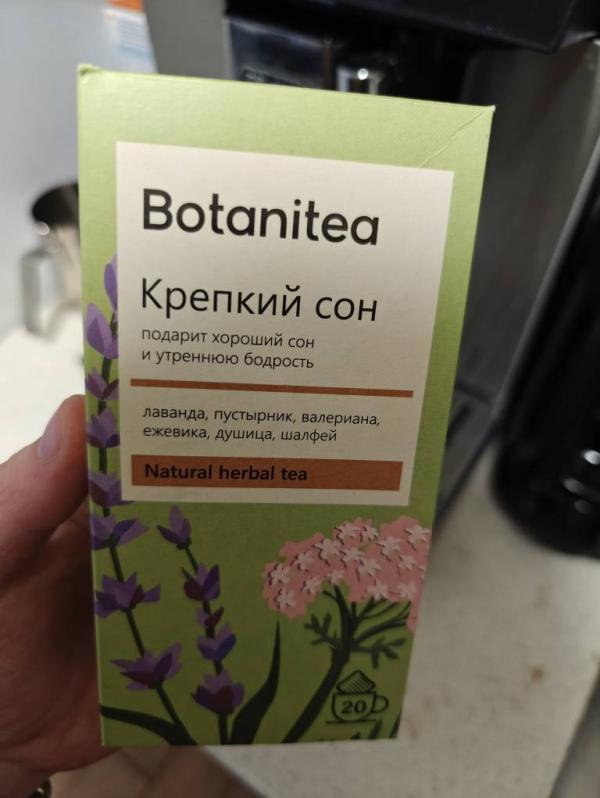 Botanitea
Крепкий сон
подарит хороший сон
и утреннюю бодрость
лаванда, пустырник, валериана,
ежевика, душица, шалфей
Natural herbal tea
20